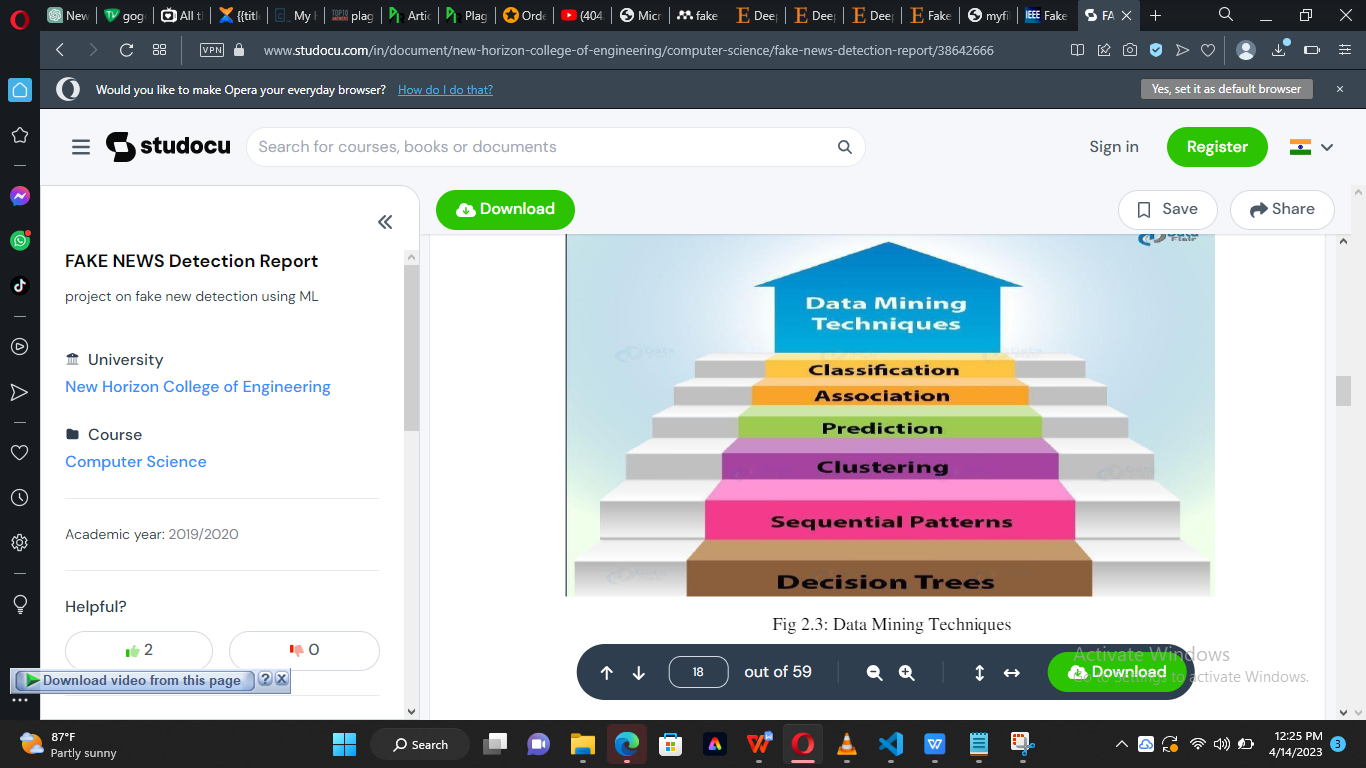 New
gog
All t
{{title
My H
TOP10
plag
Artic
Plag
Orde
(404
Micr
fake
Deep
Deep
Deep
Fake
myfi
IEEE
Fake
FA
VPN
www.studocu.com/in/document/new-horizon-college-of-engineering/computer-science/fake-news-detection-report/38642666
Would you like to make Opera your everyday browser? How do I do that?
Yes, set it as default browser
studocu
Search for courses, books or documents
Sign in
Register
Download
Save
Share
FAKE NEWS Detection Report
project on fake new detection using ML
University
New Horizon College of Engineering
Course
Computer Science
Academic year: 2019/2020
Helpful?
2
0
Download video from this page
?
Data
Flair
Data Mining
Techniques
Classification
Association
Prediction
Clustering
Sequential Patterns
Decision Trees
Fig 2.3: Data Mining Techniques
18
out of 59
Download
Activate Windows
Go to Settings to activate Windows.
87°F
Partly sunny
Search
12:25 PM
4/14/2023
3